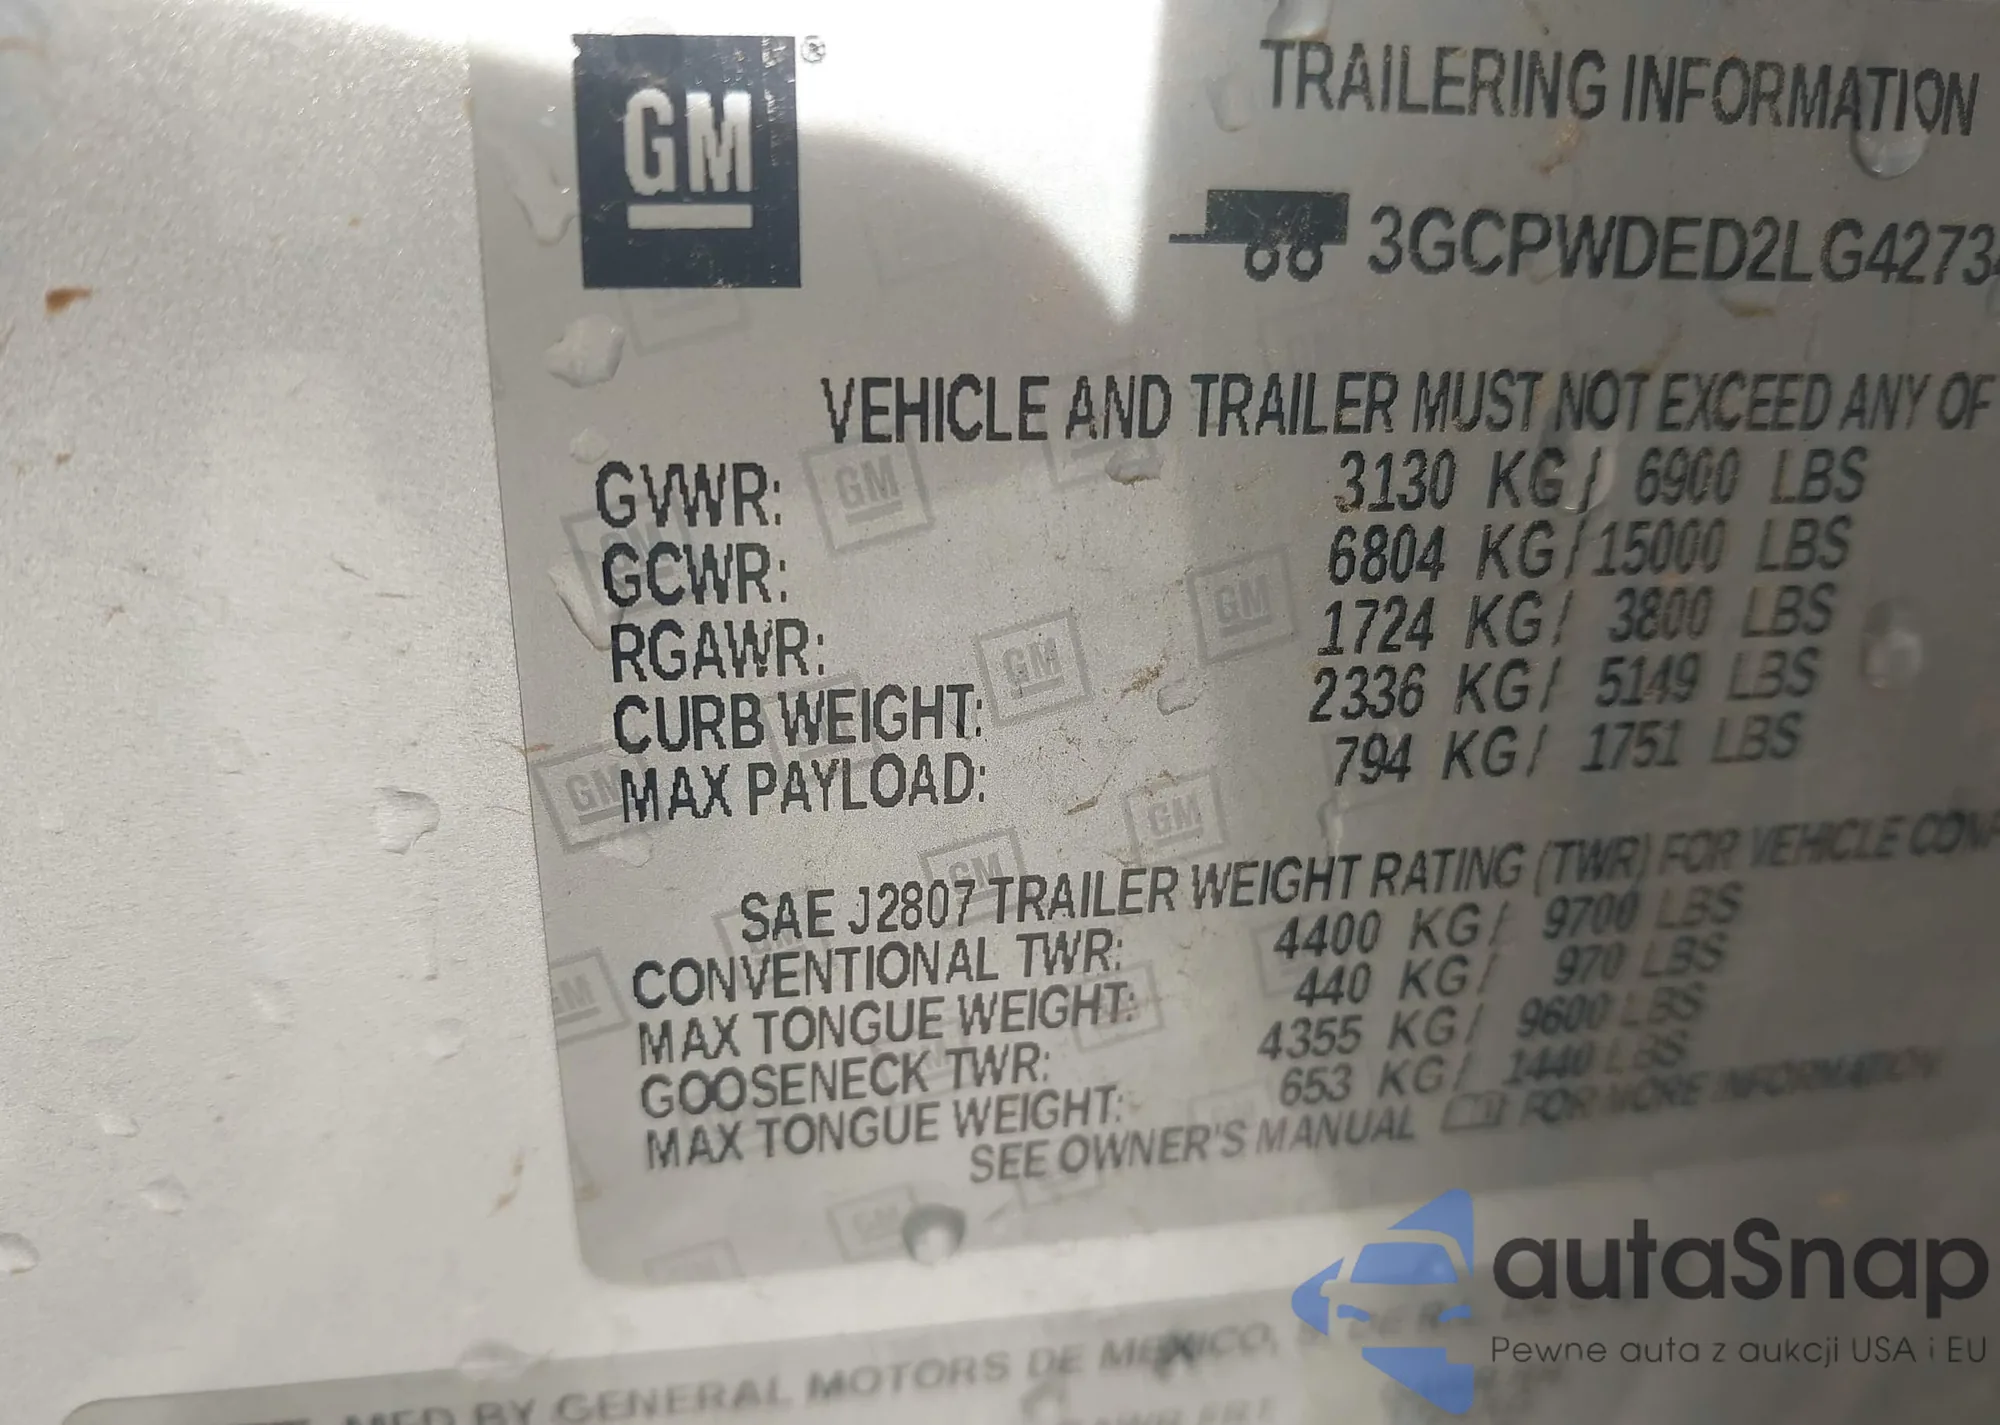 GM ®
TRAILERING INFORMATION
3GCPWDED2LG4273
VEHICLE AND TRAILER MUST NOT EXCEED ANY OF
GVWR: 3130 KG / 6900 LBS
GCWR: 6804 KG / 15000 LBS
RGAWR: 1724 KG / 3800 LBS
CURB WEIGHT: 2336 KG / 5149 LBS
MAX PAYLOAD: 794 KG / 1751 LBS
SAE J2807 TRAILER WEIGHT RATING (TWR) FOR VEHICLE CONF
CONVENTIONAL TWR: 4400 KG / 9700 LBS
MAX TONGUE WEIGHT: 440 KG / 970 LBS
GOOSENECK TWR: 4355 KG / 9600 LBS
MAX TONGUE WEIGHT: 653 KG / 1440 LBS
SEE OWNER'S MANUAL FOR MORE INFORMATION
MFD BY GENERAL MOTORS DE MEXICO, S. DE R.L.
autaSnap
Pewne auta z aukcji USA i EU